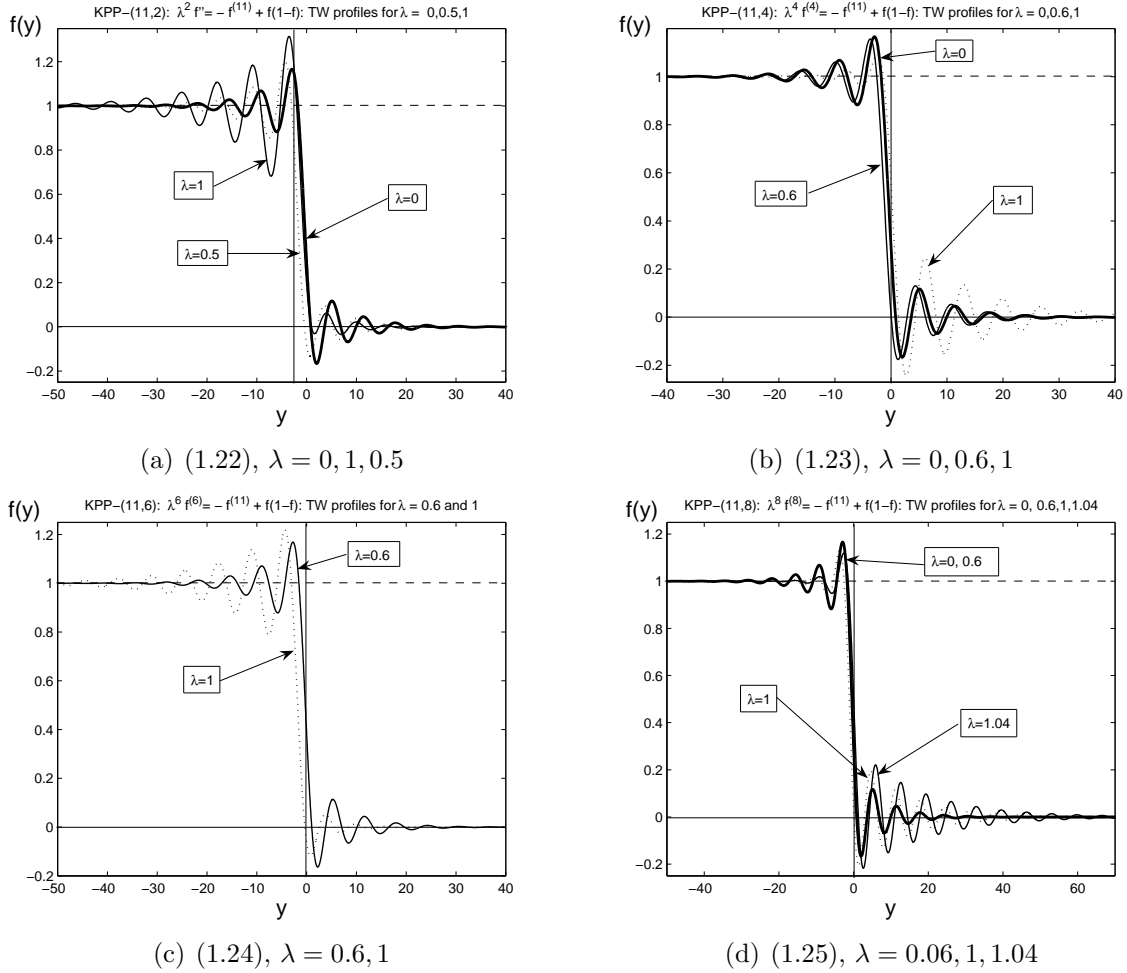 KPP−(11,2): λ² f''= − f⁽¹¹⁾ + f(1−f): TW profiles for λ = 0,0.5,1
f(y)
1.2
1
0.8
0.6
0.4
0.2
0
−0.2
λ=1
λ=0
λ=0.5
−50 −40 −30 −20 −10 0 10 20 30 40
y
(a) (1.22), λ = 0, 1, 0.5
KPP−(11,4): λ⁴ f⁽⁴⁾= − f⁽¹¹⁾ + f(1−f): TW profiles for λ = 0,0.6,1
f(y)
1
0.8
0.6
0.4
0.2
0
−0.2
λ=0
λ=0.6
λ=1
−40 −30 −20 −10 0 10 20 30 40
y
(b) (1.23), λ = 0, 0.6, 1
KPP−(11,6): λ⁶ f⁽⁶⁾= − f⁽¹¹⁾ + f(1−f): TW profiles for λ = 0.6 and 1
f(y)
1.2
1
0.8
0.6
0.4
0.2
0
−0.2
λ=0.6
λ=1
−50 −40 −30 −20 −10 0 10 20 30 40
y
(c) (1.24), λ = 0.6, 1
KPP−(11,8): λ⁸ f⁽⁸⁾= − f⁽¹¹⁾ + f(1−f): TW profiles for λ = 0, 0.6,1,1.04
f(y)
1.2
1
0.8
0.6
0.4
0.2
0
−0.2
λ=0, 0.6
λ=1
λ=1.04
−40 −20 0 20 40 60
y
(d) (1.25), λ = 0.06, 1, 1.04